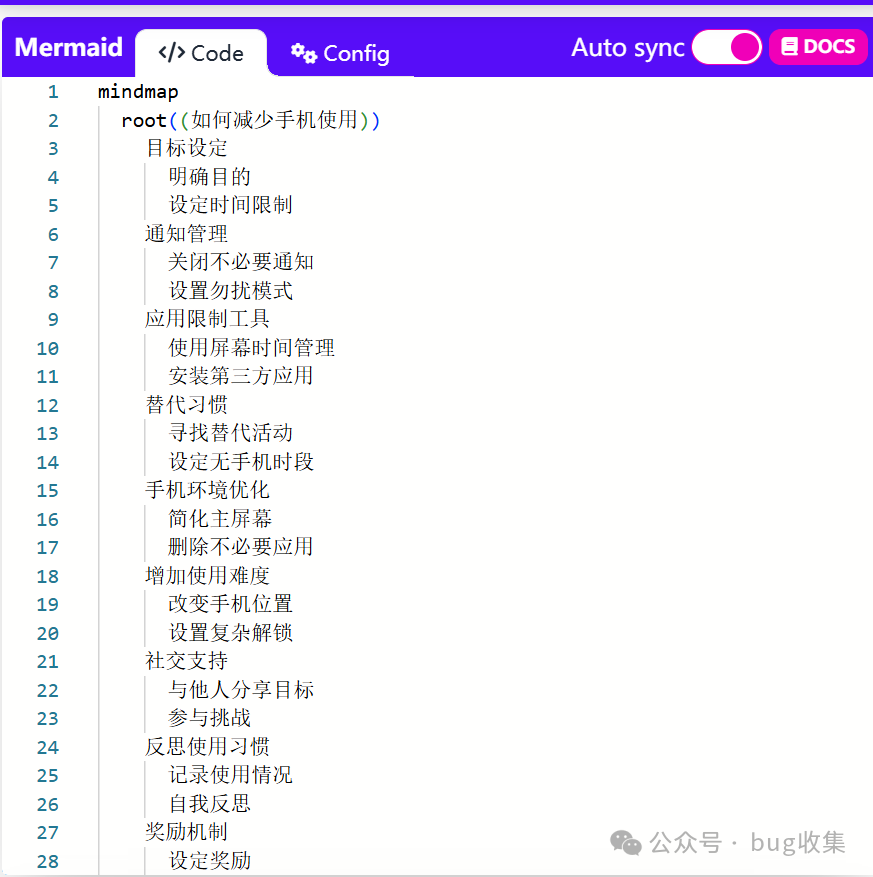 Mermaid Code Config Auto sync DOCS
1 mindmap
2 root((如何减少手机使用))
3 目标设定
4 明确目的
5 设定时间限制
6 通知管理
7 关闭不必要通知
8 设置勿扰模式
9 应用限制工具
10 使用屏幕时间管理
11 安装第三方应用
12 替代习惯
13 寻找替代活动
14 设定无手机时段
15 手机环境优化
16 简化主屏幕
17 删除不必要应用
18 增加使用难度
19 改变手机位置
20 设置复杂解锁
21 社交支持
22 与他人分享目标
23 参与挑战
24 反思使用习惯
25 记录使用情况
26 自我反思
27 奖励机制
28 设定奖励
公众号 · bug收集